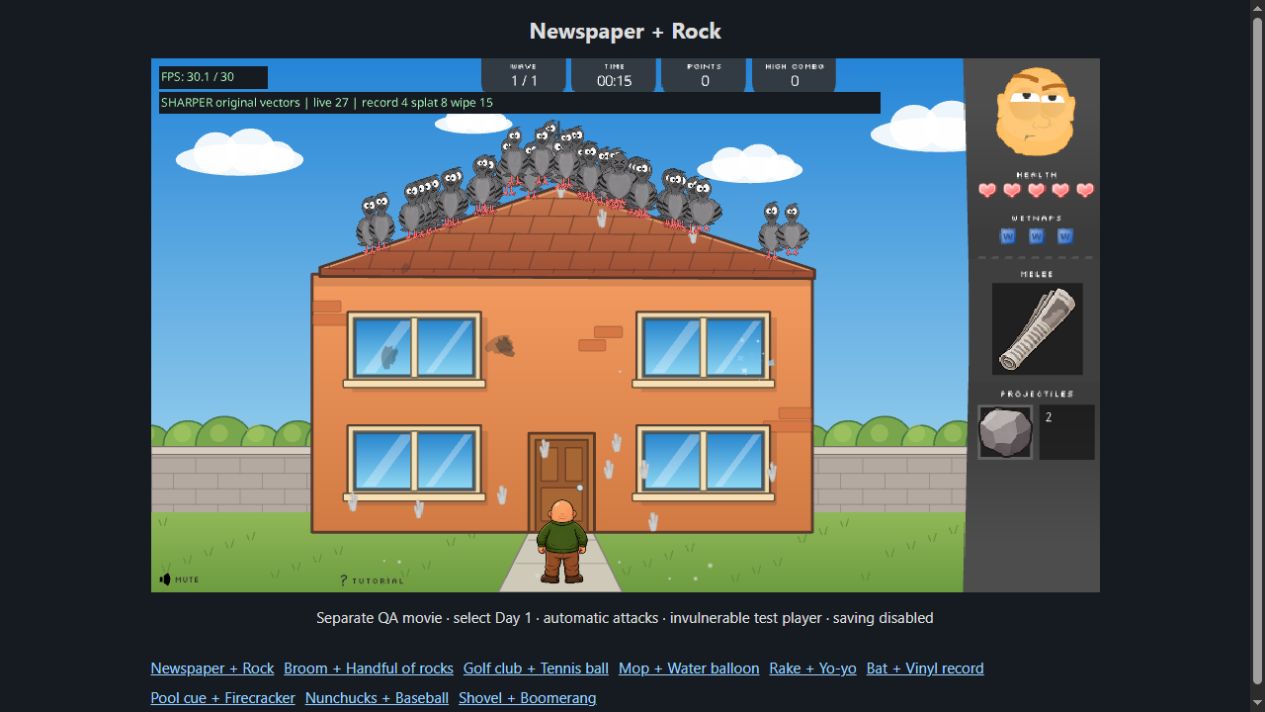 Newspaper + Rock
FPS: 30.1 / 30
WAVE
1 / 1
TIME
00:15
POINTS
0
HIGH COMBO
0
SHARPER original vectors | live 27 | record 4 splat 8 wipe 15
HEALTH
WETNAPS
W W W
MELEE
PROJECTILES
2
MUTE
? TUTORIAL
Separate QA movie · select Day 1 · automatic attacks · invulnerable test player · saving disabled
Newspaper + Rock Broom + Handful of rocks Golf club + Tennis ball Mop + Water balloon Rake + Yo-yo Bat + Vinyl record
Pool cue + Firecracker Nunchucks + Baseball Shovel + Boomerang